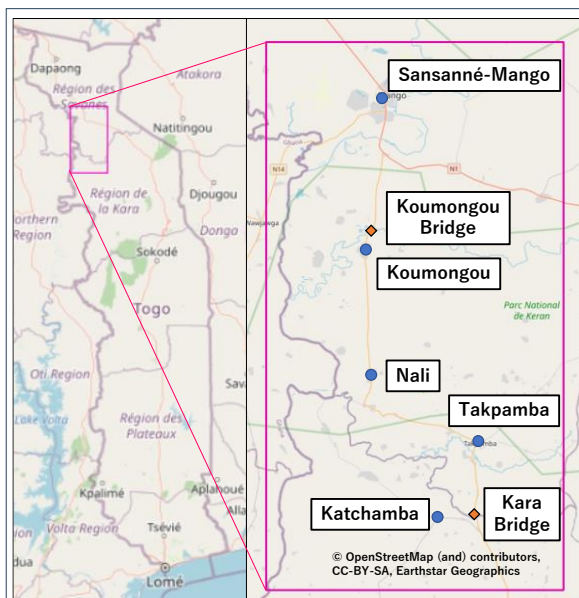 Dapaong
Région des
Savanes
Atakora
Natitingou
Région de
la Kara
Djougou
Donga
Northern
Region
Sokodé
Togo
Oti Region
Lake Volta
Région des
Plateaux
Kpalimé
Aplahoué
Volta Region
Tsévié
Lomé
Sansanné-Mango
N14
N1
Koumongou
Bridge
Koumongou
Parc National
de Keran
Nali
Takpamba
Katchamba
Kara
Bridge
© OpenStreetMap (and) contributors,
CC-BY-SA, Earthstar Geographics